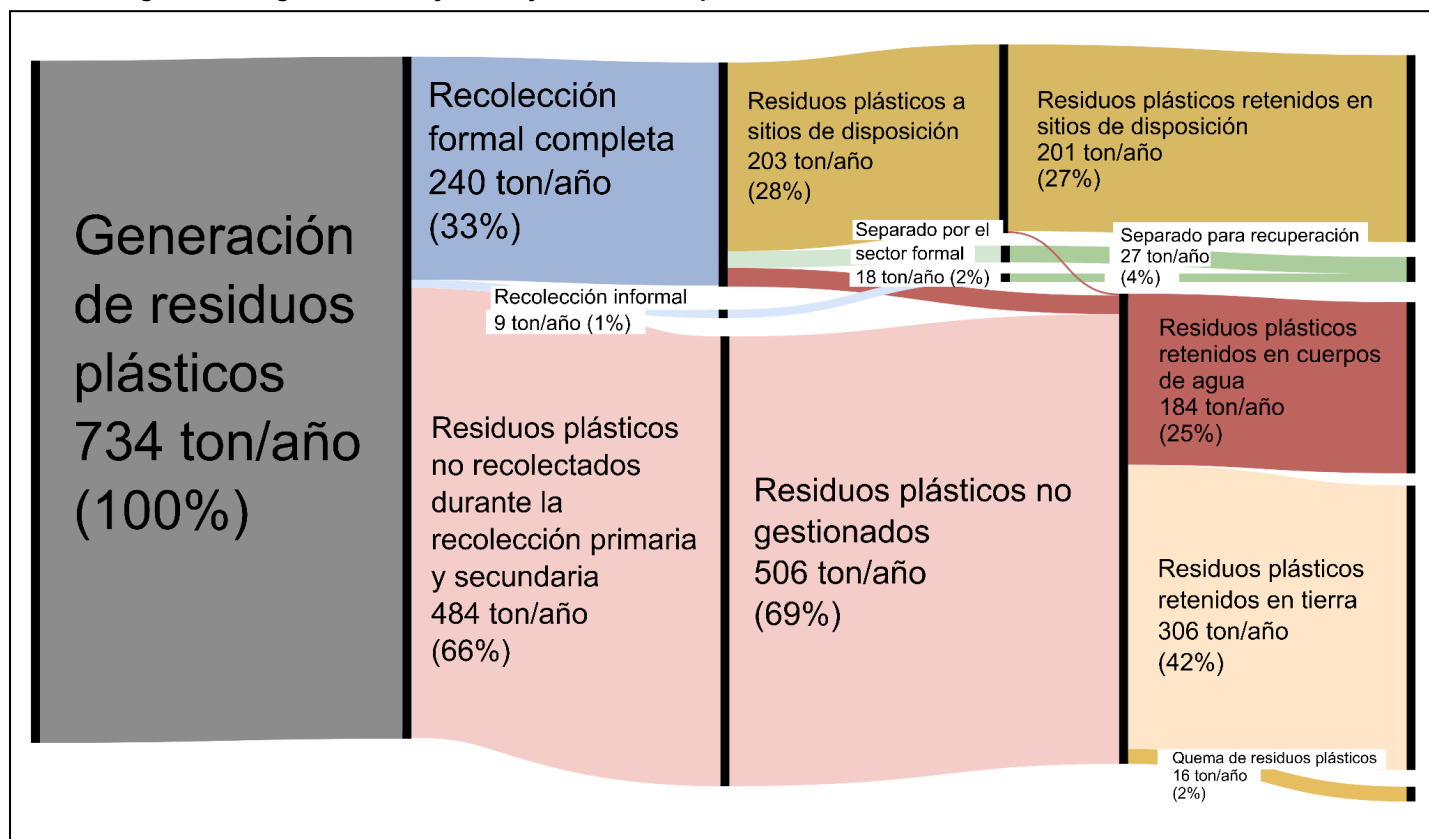 Generación
de residuos
plásticos
734 ton/año
(100%)
Recolección
formal completa
240 ton/año
(33%)
Recolección informal
9 ton/año (1%)
Residuos plásticos
no recolectados
durante la
recolección primaria
y secundaria
484 ton/año
(66%)
Residuos plásticos a
sitios de disposición
203 ton/año
(28%)
Separado por el
sector formal
18 ton/año (2%)
Residuos plásticos no
gestionados
506 ton/año
(69%)
Residuos plásticos retenidos en
sitios de disposición
201 ton/año
(27%)
Separado para recuperación
27 ton/año
(4%)
Residuos plásticos
retenidos en cuerpos
de agua
184 ton/año
(25%)
Residuos plásticos
retenidos en tierra
306 ton/año
(42%)
Quema de residuos plásticos
16 ton/año
(2%)